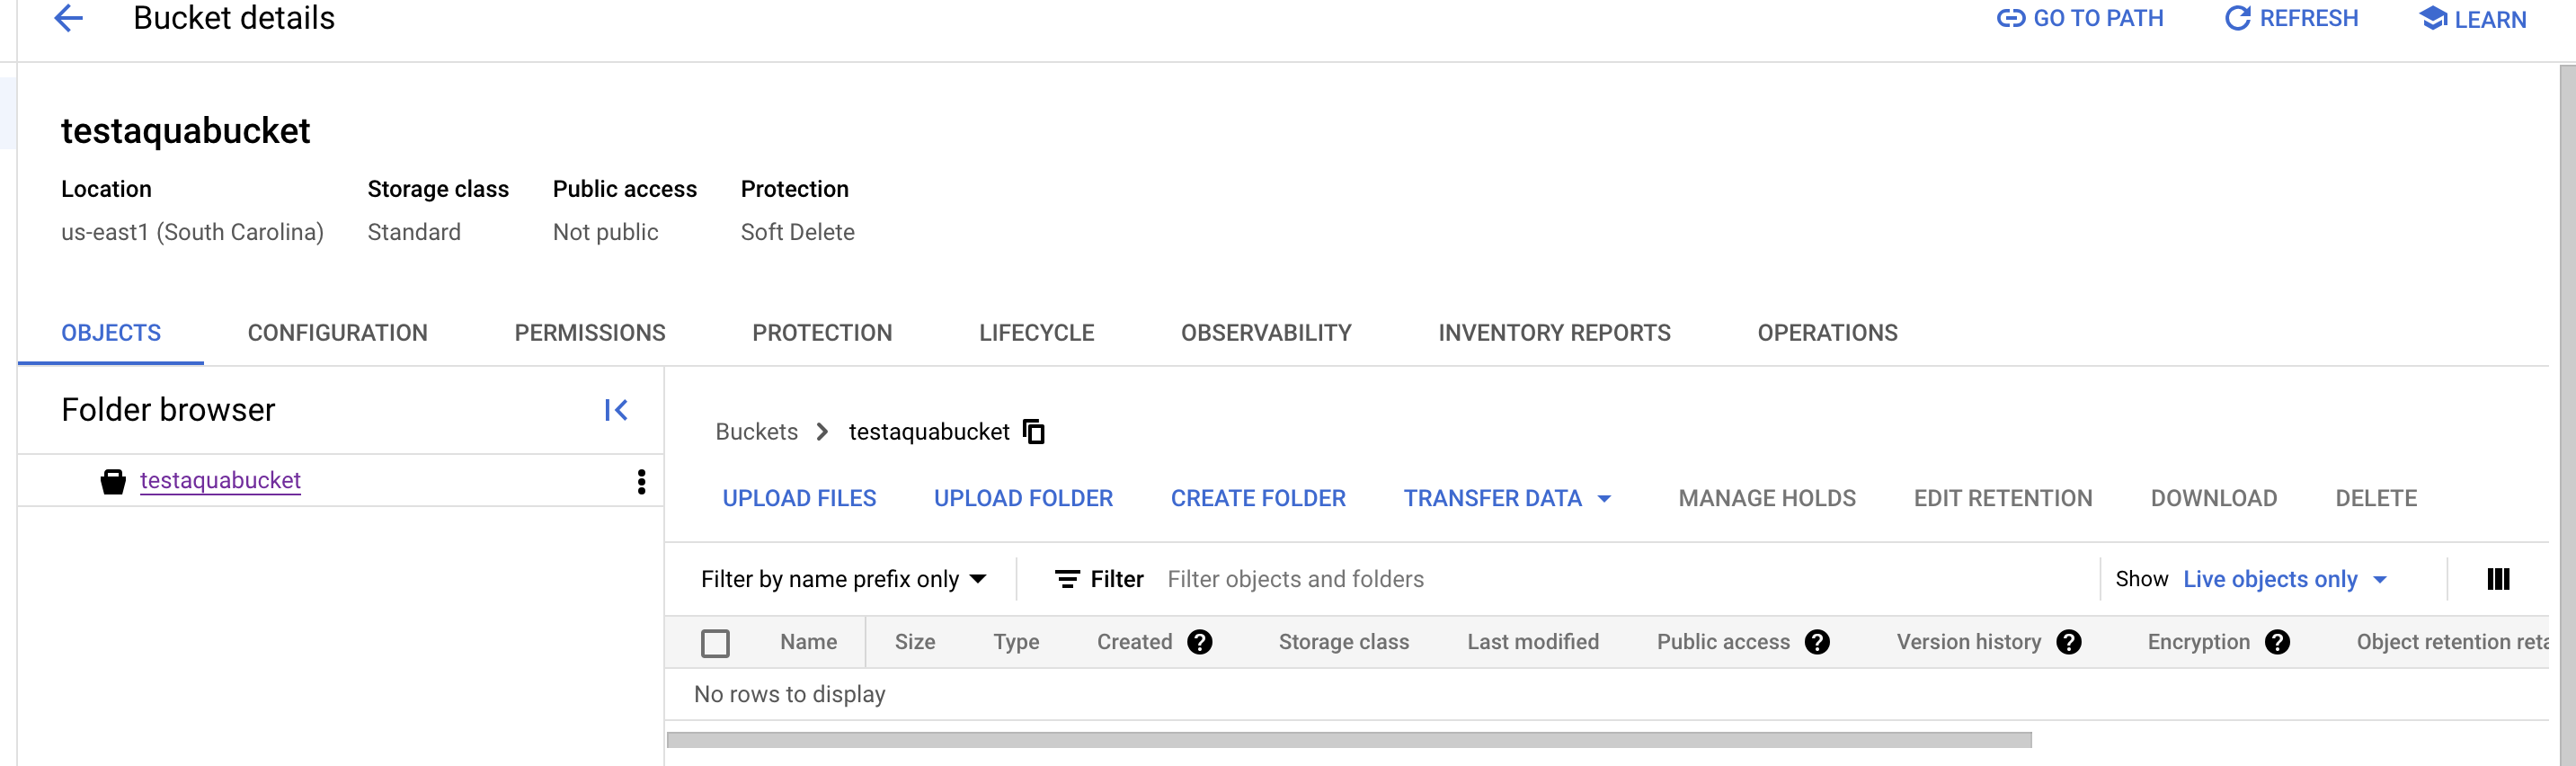 Bucket details
GO TO PATH REFRESH LEARN
testaquabucket
Location Storage class Public access Protection
us-east1 (South Carolina) Standard Not public Soft Delete
OBJECTS CONFIGURATION PERMISSIONS PROTECTION LIFECYCLE OBSERVABILITY INVENTORY REPORTS OPERATIONS
Folder browser
testaquabucket
Buckets testaquabucket
UPLOAD FILES UPLOAD FOLDER CREATE FOLDER TRANSFER DATA MANAGE HOLDS EDIT RETENTION DOWNLOAD DELETE
Filter by name prefix only Filter Filter objects and folders Show Live objects only
Name Size Type Created Storage class Last modified Public access Version history Encryption Object retention reta
No rows to display